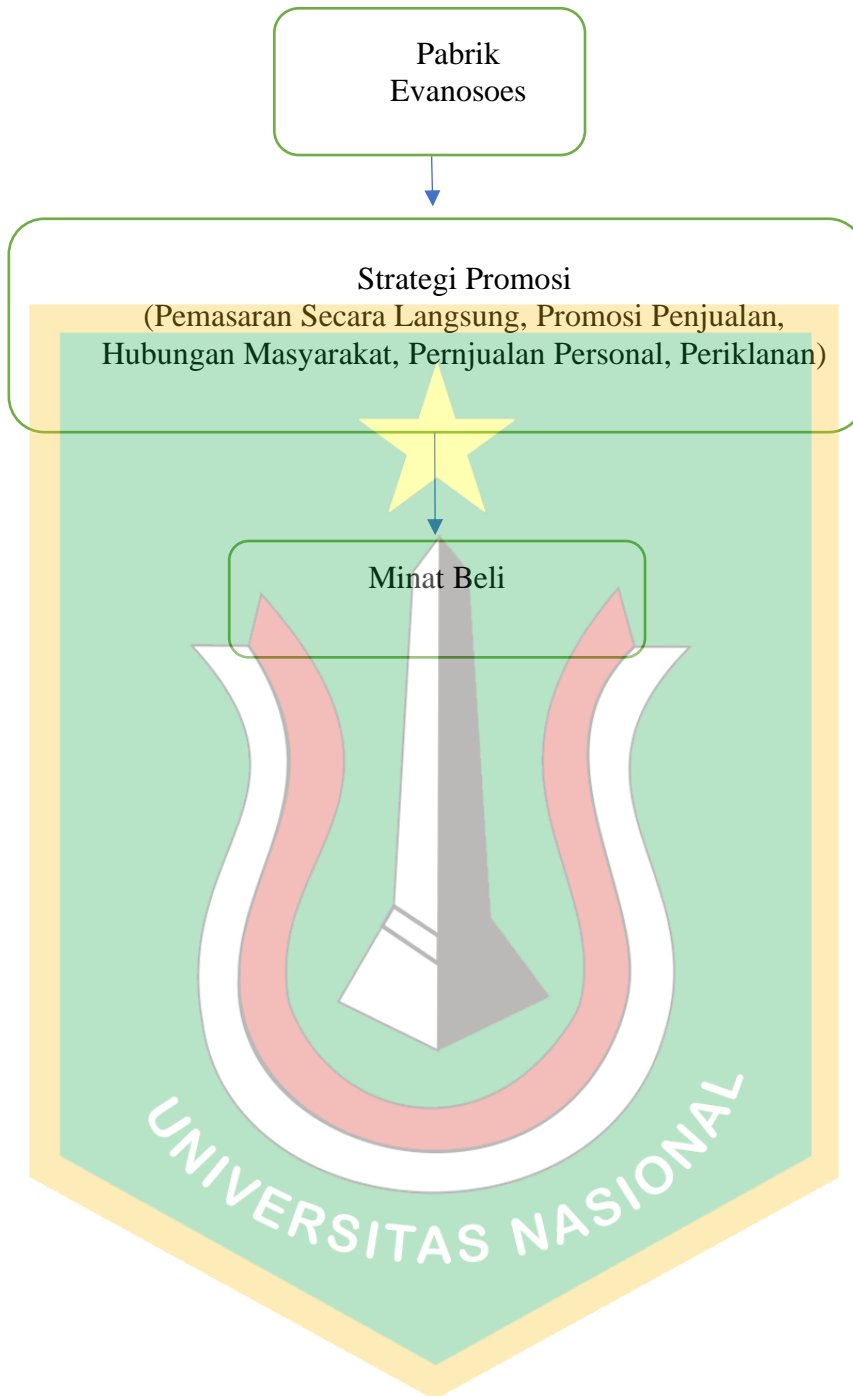 Pabrik
Evanosoes
Strategi Promosi
(Pemasaran Secara Langsung, Promosi Penjualan,
Hubungan Masyarakat, Pernjualan Personal, Periklanan)
Minat Beli
UNIVERSITAS NASIONAL